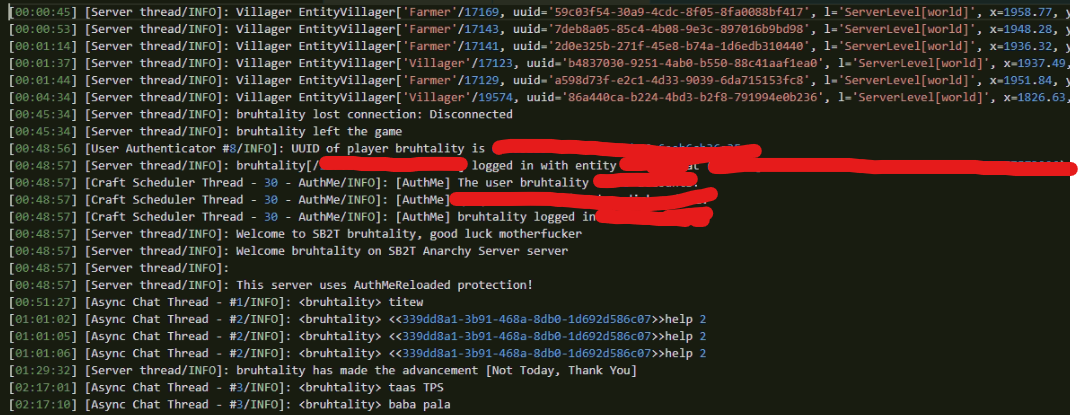 [00:00:45] [Server thread/INFO]: Villager EntityVillager['Farmer'/17169, uuid='59c03f54-30a9-4cdc-8f05-8fa0088bf417', l='ServerLevel[world]', x=1958.77, y
[00:00:53] [Server thread/INFO]: Villager EntityVillager['Farmer'/17143, uuid='7deb8a05-85c4-4b08-9e3c-897016b9bd98', l='ServerLevel[world]', x=1948.28, y
[00:01:14] [Server thread/INFO]: Villager EntityVillager['Farmer'/17141, uuid='2d0e325b-271f-45e8-b74a-1d6edb310440', l='ServerLevel[world]', x=1936.32, y
[00:01:37] [Server thread/INFO]: Villager EntityVillager['Villager'/17123, uuid='b4837030-9251-4ab0-b550-88c41aaf1ea0', l='ServerLevel[world]', x=1937.49,
[00:01:44] [Server thread/INFO]: Villager EntityVillager['Farmer'/17129, uuid='a598d73f-e2c1-4d33-9039-6da715153fc8', l='ServerLevel[world]', x=1951.84, y
[00:04:34] [Server thread/INFO]: Villager EntityVillager['Villager'/19574, uuid='86a440ca-b224-4bd3-b2f8-791994e0b236', l='ServerLevel[world]', x=1826.63,
[00:45:34] [Server thread/INFO]: bruhtality lost connection: Disconnected
[00:45:34] [Server thread/INFO]: bruhtality left the game
[00:48:56] [User Authenticator #8/INFO]: UUID of player bruhtality is
[00:48:57] [Server thread/INFO]: bruhtality[/ logged in with entity at
[00:48:57] [Craft Scheduler Thread - 30 - AuthMe/INFO]: [AuthMe] The user bruhtality
[00:48:57] [Craft Scheduler Thread - 30 - AuthMe/INFO]: [AuthMe]
[00:48:57] [Craft Scheduler Thread - 30 - AuthMe/INFO]: [AuthMe] bruhtality logged in
[00:48:57] [Server thread/INFO]: Welcome to SB2T bruhtality, good luck motherfucker
[00:48:57] [Server thread/INFO]: Welcome bruhtality on SB2T Anarchy Server server
[00:48:57] [Server thread/INFO]:
[00:48:57] [Server thread/INFO]: This server uses AuthMeReloaded protection!
[00:51:27] [Async Chat Thread - #1/INFO]: <bruhtality> titew
[01:01:02] [Async Chat Thread - #2/INFO]: <bruhtality> <<339dd8a1-3b91-468a-8db0-1d692d586c07>>help 2
[01:01:05] [Async Chat Thread - #2/INFO]: <bruhtality> <<339dd8a1-3b91-468a-8db0-1d692d586c07>>help 2
[01:01:06] [Async Chat Thread - #2/INFO]: <bruhtality> <<339dd8a1-3b91-468a-8db0-1d692d586c07>>help 2
[01:29:32] [Server thread/INFO]: bruhtality has made the advancement [Not Today, Thank You]
[02:17:01] [Async Chat Thread - #3/INFO]: <bruhtality> taas TPS
[02:17:10] [Async Chat Thread - #3/INFO]: <bruhtality> baba pala